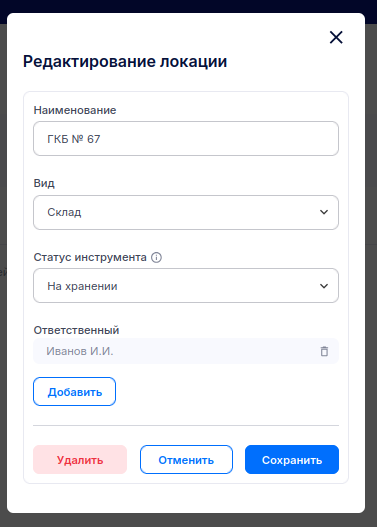 Редактирование локации
Наименование
ГКБ № 67
Вид
Склад
Статус инструмента
На хранении
Ответственный
Иванов И.И.
Добавить
Удалить
Отменить
Сохранить